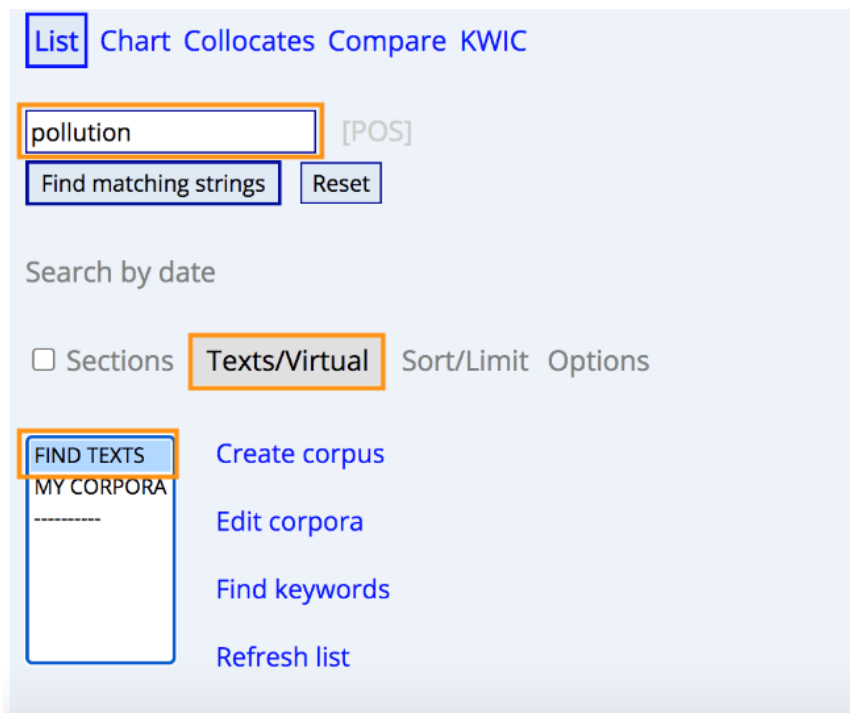 List Chart Collocates Compare KWIC
pollution [POS]
Find matching strings Reset
Search by date
Sections Texts/Virtual Sort/Limit Options
FIND TEXTS Create corpus
MY CORPORA
----------
Edit corpora
Find keywords
Refresh list